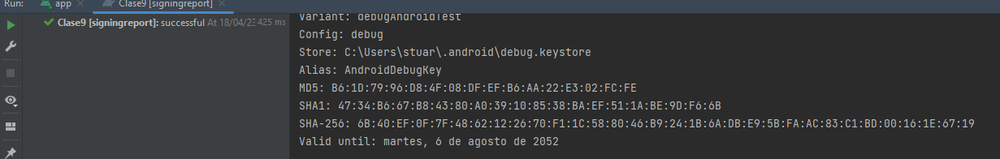 Run: app × Clase9 [signingreport] ×
Clase9 [signingreport]: successful At 18/04/23 425 ms
Variant: debugAndroidTest
Config: debug
Store: C:\Users\stuar\.android\debug.keystore
Alias: AndroidDebugKey
MD5: B6:1D:79:96:D8:4F:08:DF:EF:B6:AA:22:E3:02:FC:FE
SHA1: 47:34:B6:67:B8:43:80:A0:39:10:85:38:BA:EF:51:1A:BE:9D:F6:6B
SHA-256: 6B:40:EF:0F:7F:48:62:12:26:70:F1:1C:58:80:46:B9:24:1B:6A:DB:E9:5B:FA:AC:83:C1:BD:00:16:1E:67:19
Valid until: martes, 6 de agosto de 2052